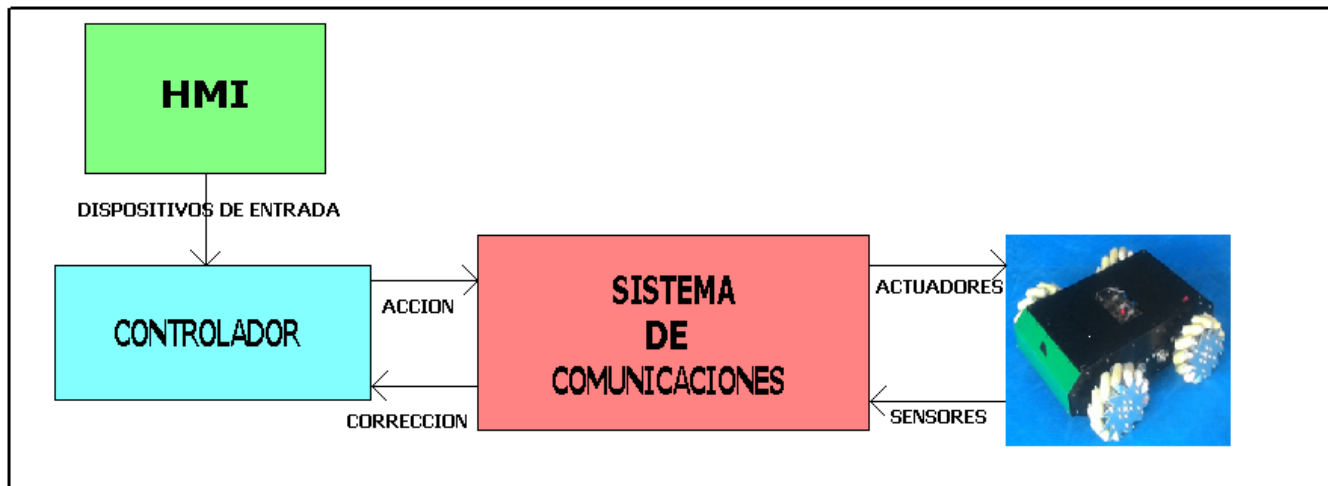 HMI
DISPOSITIVOS DE ENTRADA
CONTROLADOR
ACCION
CORRECCION
SISTEMA
DE
COMUNICACIONES
ACTUADORES
SENSORES